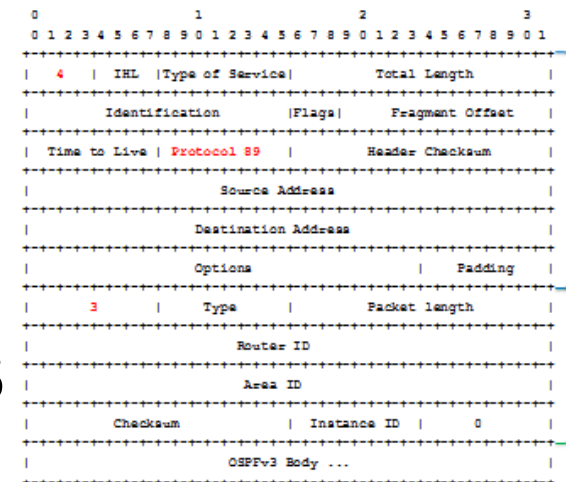 0 1 2 3
0 1 2 3 4 5 6 7 8 9 0 1 2 3 4 5 6 7 8 9 0 1 2 3 4 5 6 7 8 9 0 1
+-+-+-+-+-+-+-+-+-+-+-+-+-+-+-+-+-+-+-+-+-+-+-+-+-+-+-+-+-+-+-+-+
| 4 | IHL |Type of Service| Total Length |
+-+-+-+-+-+-+-+-+-+-+-+-+-+-+-+-+-+-+-+-+-+-+-+-+-+-+-+-+-+-+-+-+
| Identification |Flags| Fragment Offset |
+-+-+-+-+-+-+-+-+-+-+-+-+-+-+-+-+-+-+-+-+-+-+-+-+-+-+-+-+-+-+-+-+
| Time to Live | Protocol 89 | Header Checksum |
+-+-+-+-+-+-+-+-+-+-+-+-+-+-+-+-+-+-+-+-+-+-+-+-+-+-+-+-+-+-+-+-+
| Source Address |
+-+-+-+-+-+-+-+-+-+-+-+-+-+-+-+-+-+-+-+-+-+-+-+-+-+-+-+-+-+-+-+-+
| Destination Address |
+-+-+-+-+-+-+-+-+-+-+-+-+-+-+-+-+-+-+-+-+-+-+-+-+-+-+-+-+-+-+-+-+
| Options | Padding |
+-+-+-+-+-+-+-+-+-+-+-+-+-+-+-+-+-+-+-+-+-+-+-+-+-+-+-+-+-+-+-+-+
| 3 | Type | Packet length |
+-+-+-+-+-+-+-+-+-+-+-+-+-+-+-+-+-+-+-+-+-+-+-+-+-+-+-+-+-+-+-+-+
| Router ID |
+-+-+-+-+-+-+-+-+-+-+-+-+-+-+-+-+-+-+-+-+-+-+-+-+-+-+-+-+-+-+-+-+
| Area ID |
+-+-+-+-+-+-+-+-+-+-+-+-+-+-+-+-+-+-+-+-+-+-+-+-+-+-+-+-+-+-+-+-+
| Checksum | Instance ID | 0 |
+-+-+-+-+-+-+-+-+-+-+-+-+-+-+-+-+-+-+-+-+-+-+-+-+-+-+-+-+-+-+-+-+
| OSPFv3 Body ... |
+-+-+-+-+-+-+-+-+-+-+-+-+-+-+-+-+-+-+-+-+-+-+-+-+-+-+-+-+-+-+-+-+